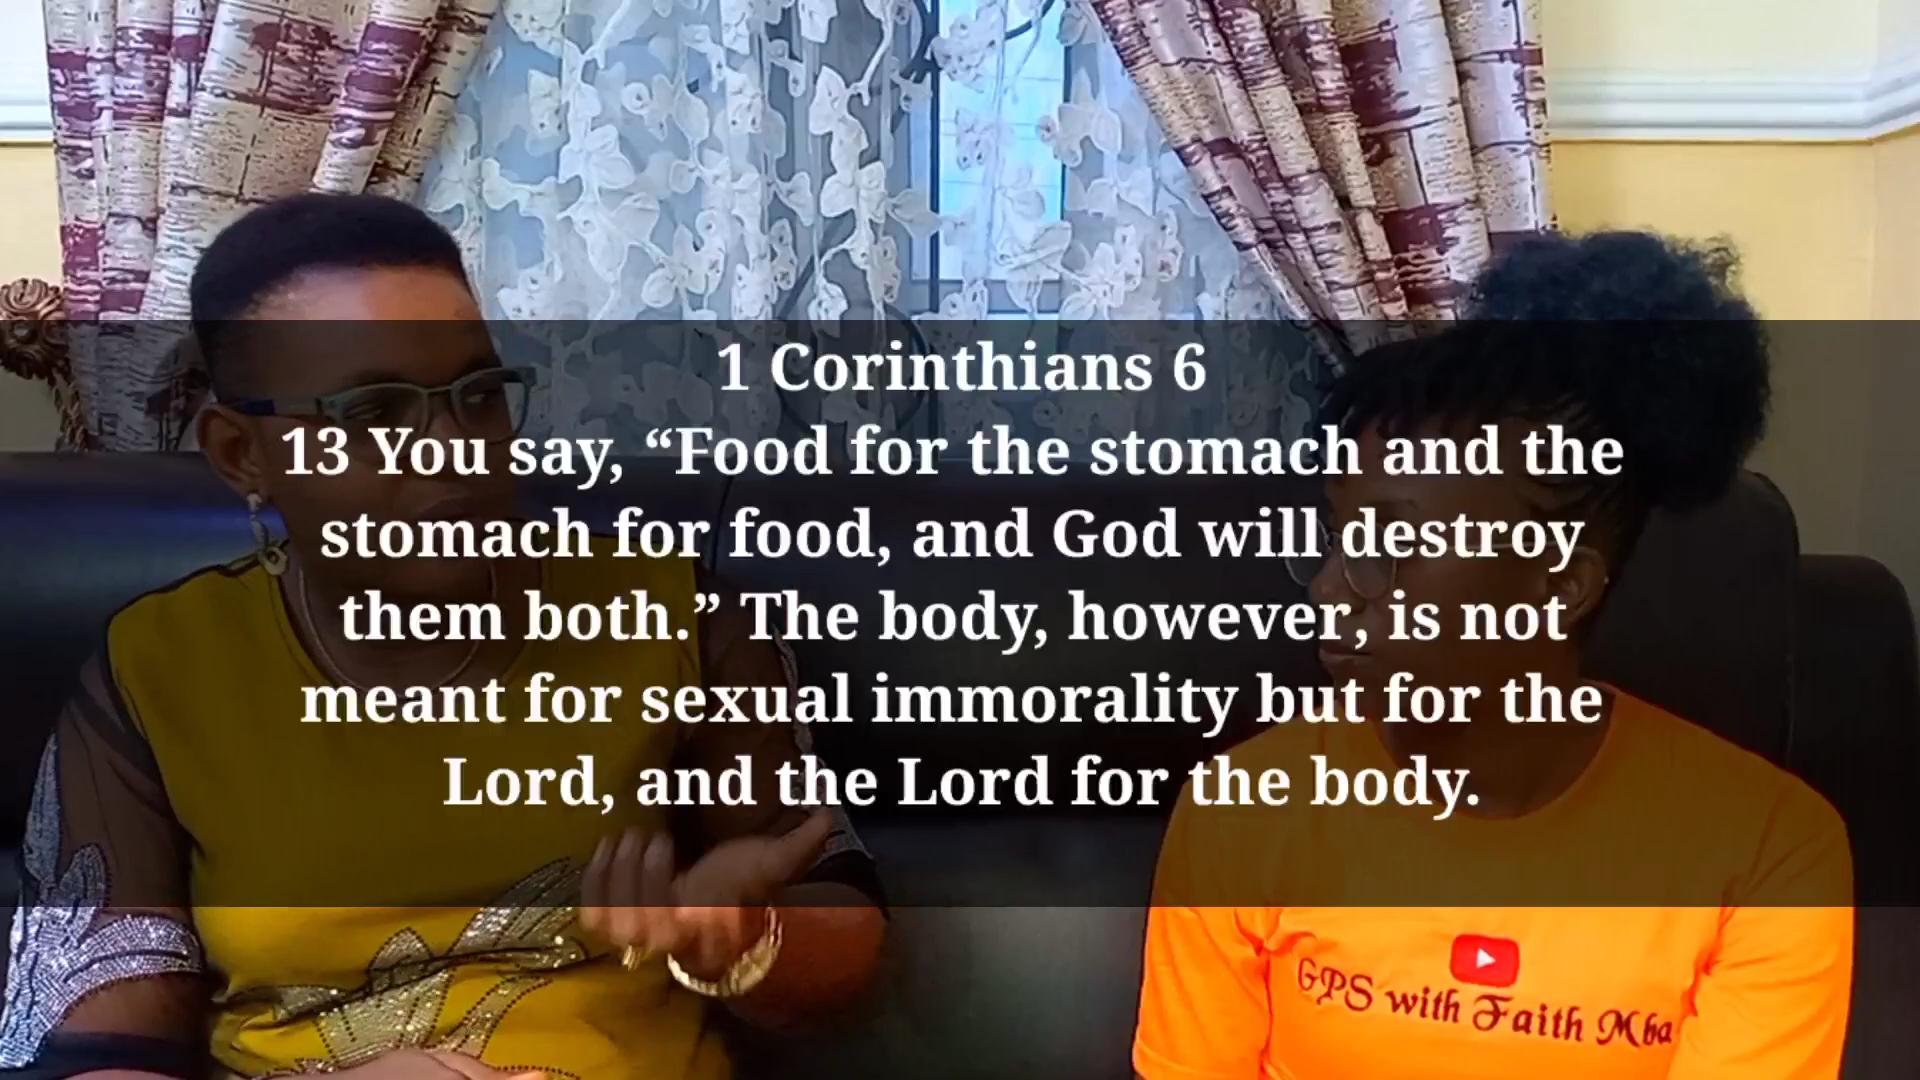 1 Corinthians 6
13 You say, “Food for the stomach and the
stomach for food, and God will destroy
them both.” The body, however, is not
meant for sexual immorality but for the
Lord, and the Lord for the body.
GPS with Faith Mba